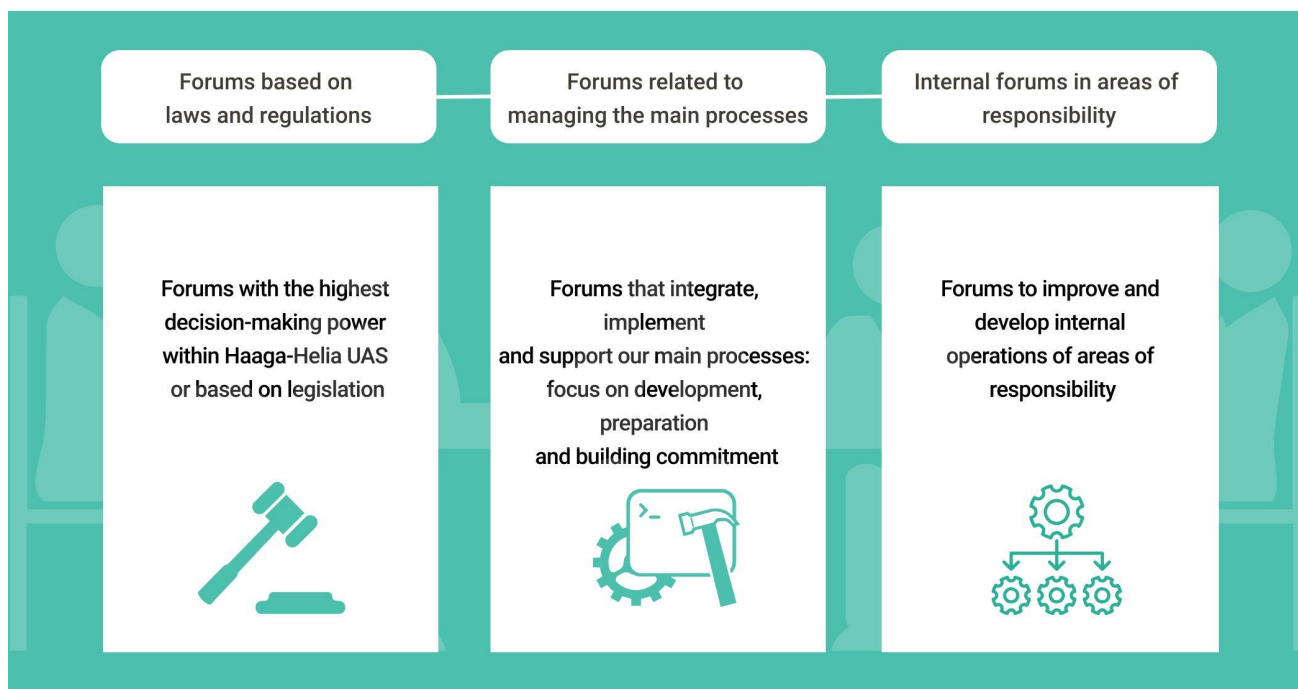 Forums based on
laws and regulations
Forums related to
managing the main processes
Internal forums in areas of
responsibility
Forums with the highest
decision-making power
within Haaga-Helia UAS
or based on legislation
Forums that integrate,
implement
and support our main processes:
focus on development,
preparation
and building commitment
Forums to improve and
develop internal
operations of areas of
responsibility